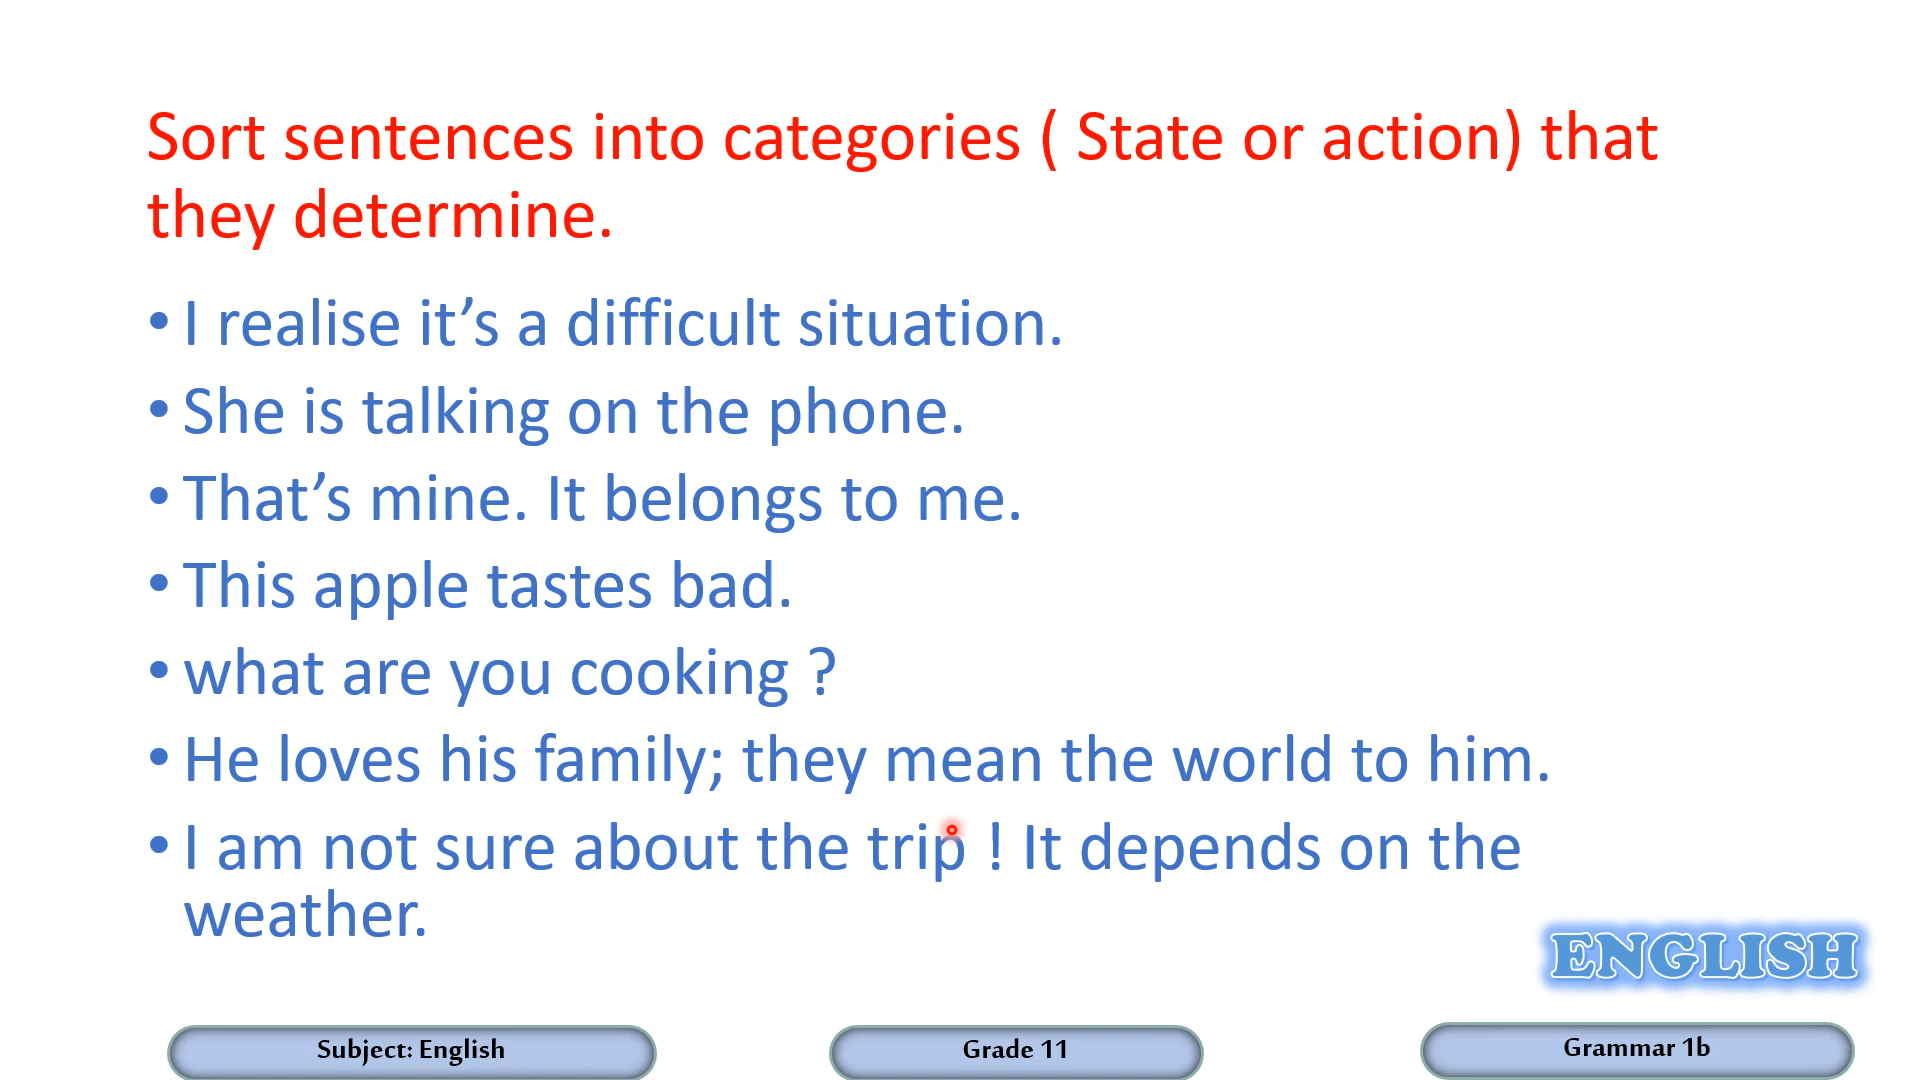 Sort sentences into categories ( State or action) that
they determine.
• I realise it’s a difficult situation.
• She is talking on the phone.
• That’s mine. It belongs to me.
• This apple tastes bad.
• what are you cooking ?
• He loves his family; they mean the world to him.
• I am not sure about the trip ! It depends on the
weather.
ENGLISH
Subject: English
Grade 11
Grammar 1b